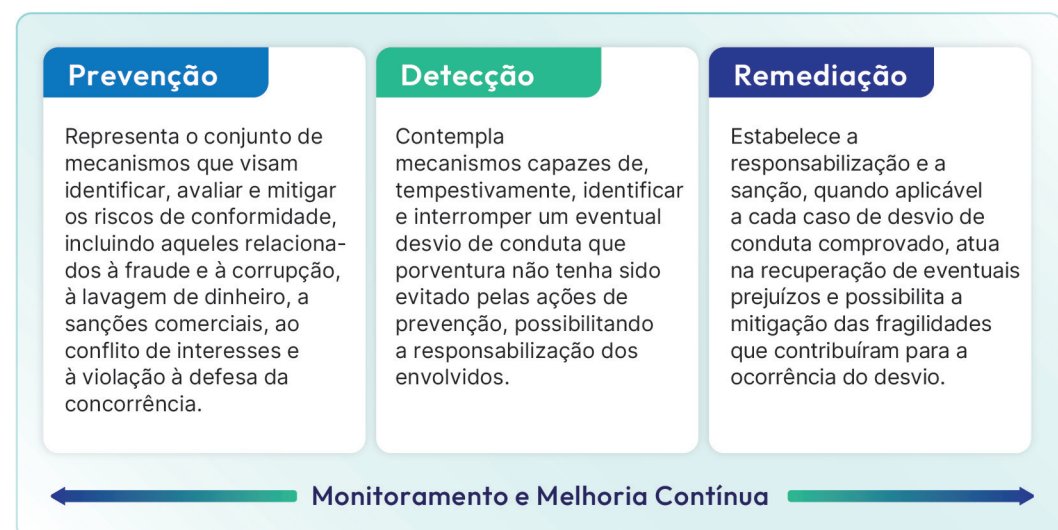 Prevenção
Representa o conjunto de
mecanismos que visam
identificar, avaliar e mitigar
os riscos de conformidade,
incluindo aqueles relaciona-
dos à fraude e à corrupção,
à lavagem de dinheiro, a
sanções comerciais, ao
conflito de interesses e
à violação à defesa da
concorrência.
Detecção
Contempla
mecanismos capazes de,
tempestivamente, identificar
e interromper um eventual
desvio de conduta que
porventura não tenha sido
evitado pelas ações de
prevenção, possibilitando
a responsabilização dos
envolvidos.
Remediação
Estabelece a
responsabilização e a
sanção, quando aplicável
a cada caso de desvio de
conduta comprovado, atua
na recuperação de eventuais
prejuízos e possibilita a
mitigação das fragilidades
que contribuíram para a
ocorrência do desvio.
Monitoramento e Melhoria Contínua